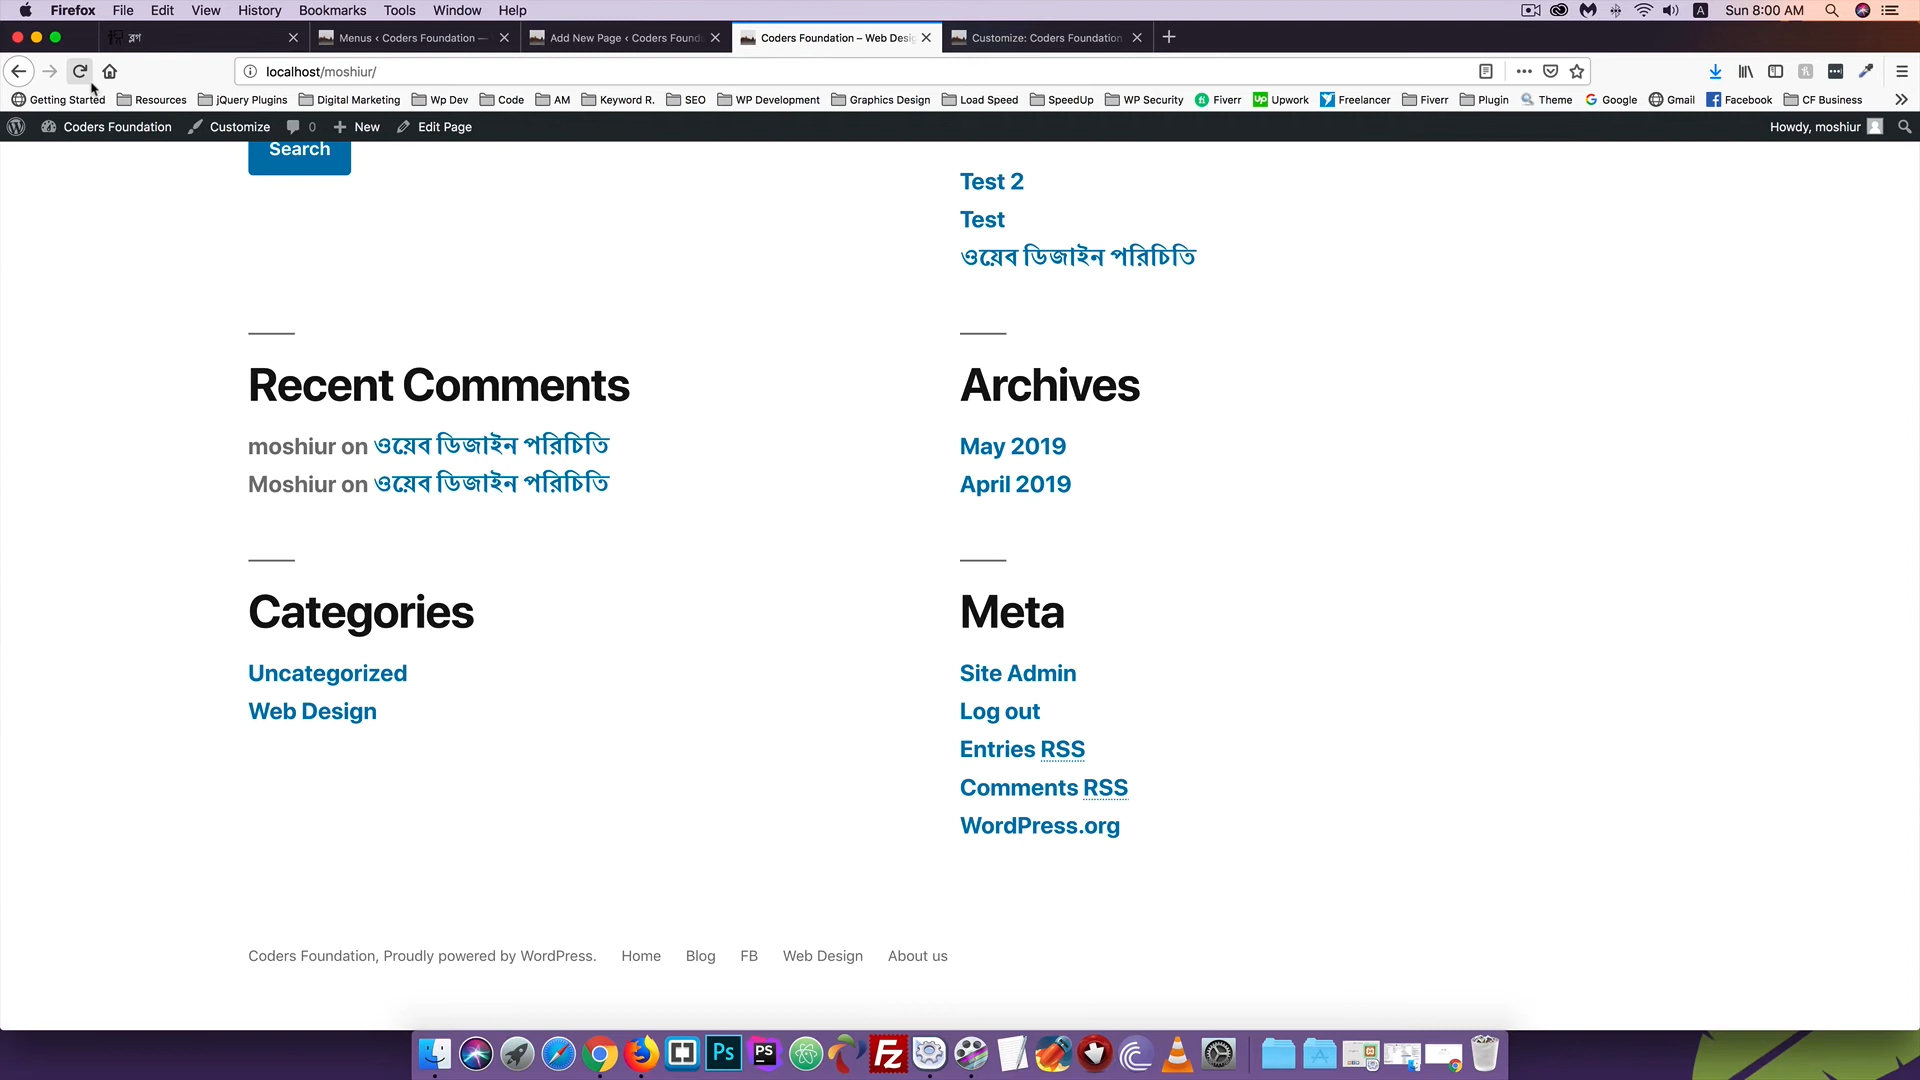 Firefox File Edit View History Bookmarks Tools Window Help Sun 8:00 AM
ব্লগ Menus ‹ Coders Foundation — Add New Page ‹ Coders Found Coders Foundation – Web Desi Customize: Coders Foundation
localhost/moshiur/
Getting Started Resources jQuery Plugins Digital Marketing Wp Dev Code AM Keyword R. SEO WP Development Graphics Design Load Speed SpeedUp WP Security Fiverr Upwork Freelancer Fiverr Plugin Theme Google Gmail Facebook CF Business
Coders Foundation Customize 0 New Edit Page Howdy, moshiur
Search
Test 2
Test
ওয়েব ডিজাইন পরিচিতি
Recent Comments
moshiur on ওয়েব ডিজাইন পরিচিতি
Moshiur on ওয়েব ডিজাইন পরিচিতি
Archives
May 2019
April 2019
Categories
Uncategorized
Web Design
Meta
Site Admin
Log out
Entries RSS
Comments RSS
WordPress.org
Coders Foundation, Proudly powered by WordPress. Home Blog FB Web Design About us